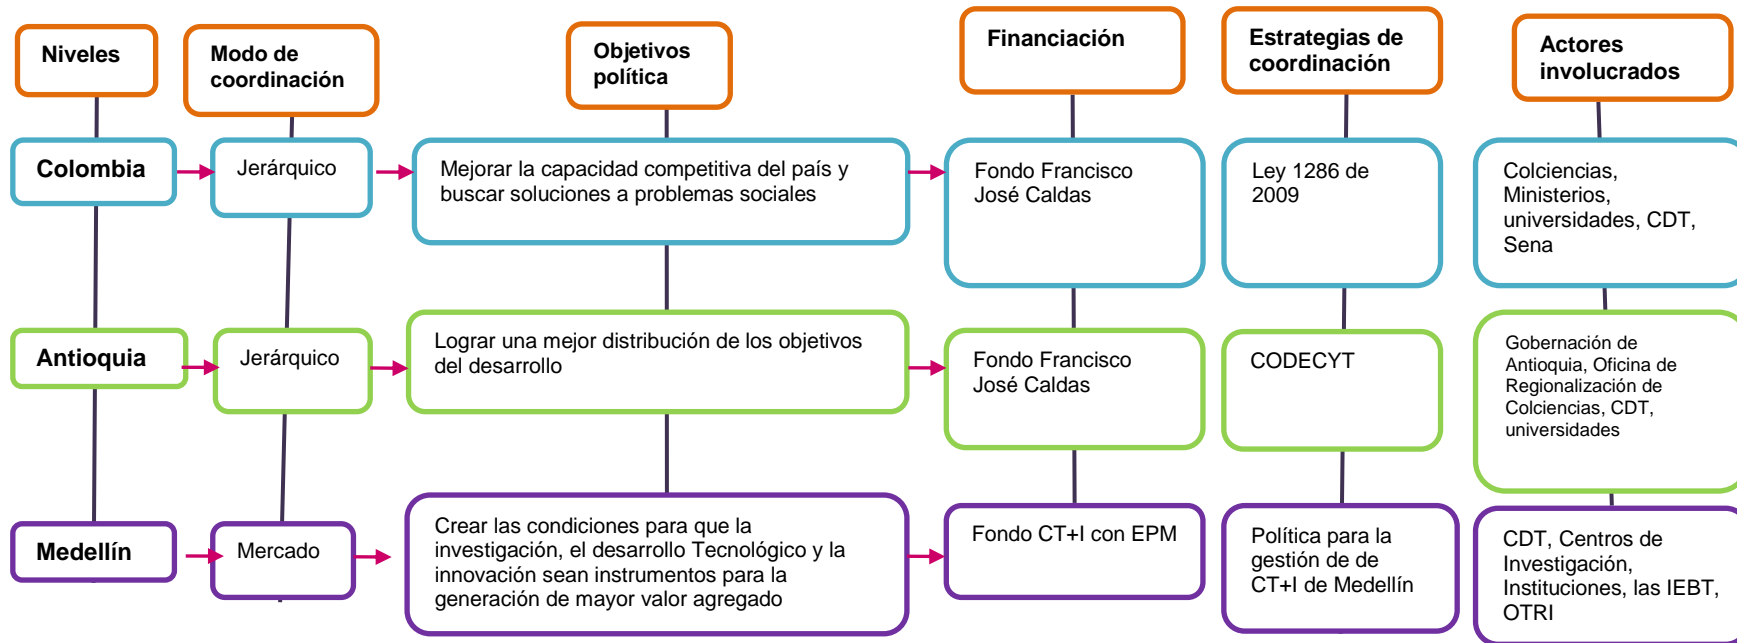 Niveles
Modo de
coordinación
Objetivos
política
Financiación
Estrategias de
coordinación
Actores
involucrados
Colombia
Jerárquico
Mejorar la capacidad competitiva del país y
buscar soluciones a problemas sociales
Fondo Francisco
José Caldas
Ley 1286 de
2009
Colciencias,
Ministerios,
universidades, CDT,
Sena
Antioquia
Jerárquico
Lograr una mejor distribución de los objetivos
del desarrollo
Fondo Francisco
José Caldas
CODECYT
Gobernación de
Antioquia, Oficina de
Regionalización de
Colciencias, CDT,
universidades
Medellín
Mercado
Crear las condiciones para que la
investigación, el desarrollo Tecnológico y la
innovación sean instrumentos para la
generación de mayor valor agregado
Fondo CT+I con EPM
Política para la
gestión de de
CT+I de Medellín
CDT, Centros de
Investigación,
Instituciones, las IEBT,
OTRI